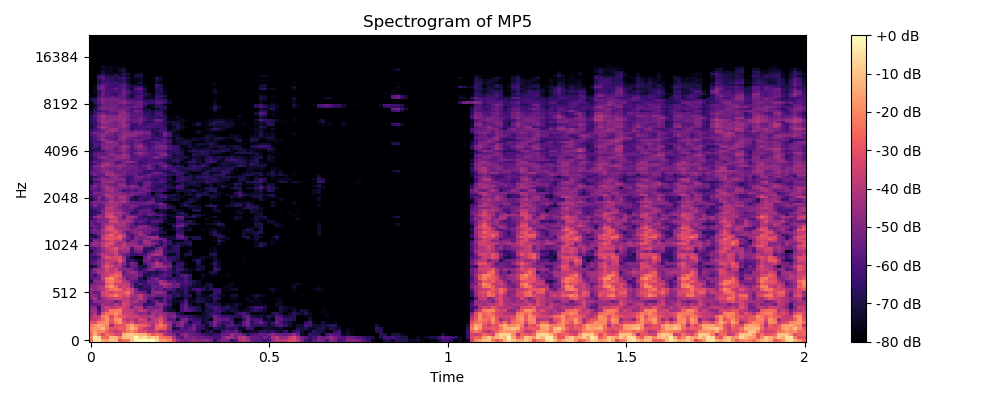 Spectrogram of MP5
Hz
16384
8192
4096
2048
1024
512
0
0 0.5 1 1.5 2
Time
+0 dB
-10 dB
-20 dB
-30 dB
-40 dB
-50 dB
-60 dB
-70 dB
-80 dB